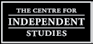 THE CENTRE FOR
INDEPENDENT
STUDIES